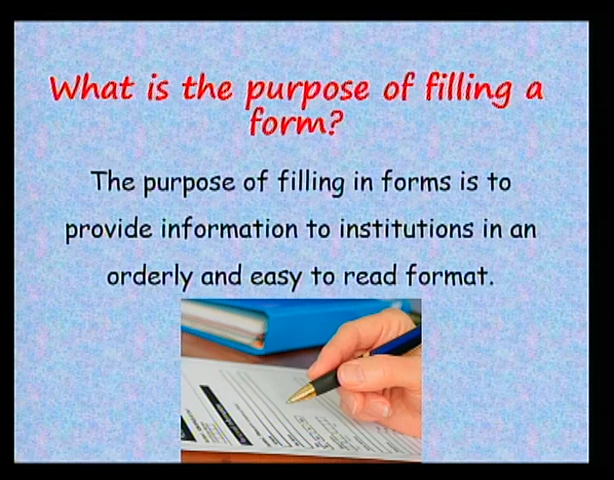 What is the purpose of filling a
form?
The purpose of filling in forms is to
provide information to institutions in an
orderly and easy to read format.